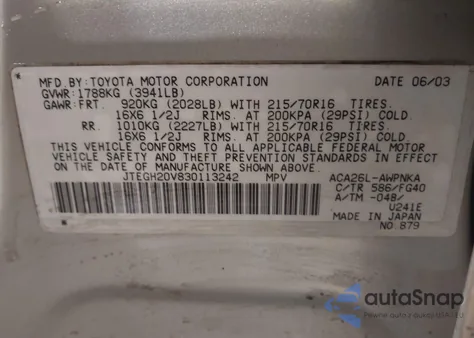 MFD.BY:TOYOTA MOTOR CORPORATION DATE 06/03
GVWR:1788KG (3941LB)
GAWR:FRT. 920KG (2028LB) WITH 215/70R16 TIRES.
16X6 1/2J RIMS. AT 200KPA (29PSI) COLD.
RR. 1010KG (2227LB) WITH 215/70R16 TIRES.
16X6 1/2J RIMS. AT 200KPA (29PSI) COLD.
THIS VEHICLE CONFORMS TO ALL APPLICABLE FEDERAL MOTOR
VEHICLE SAFETY AND THEFT PREVENTION STANDARDS IN EFFECT
ON THE DATE OF MANUFACTURE SHOWN ABOVE.
JTEGH20V830113242 MPV ACA26L-AWPNKA
C/TR 586/FG40
A/TM -04B/
U241E
MADE IN
JAPAN
NO.879
autoSnap